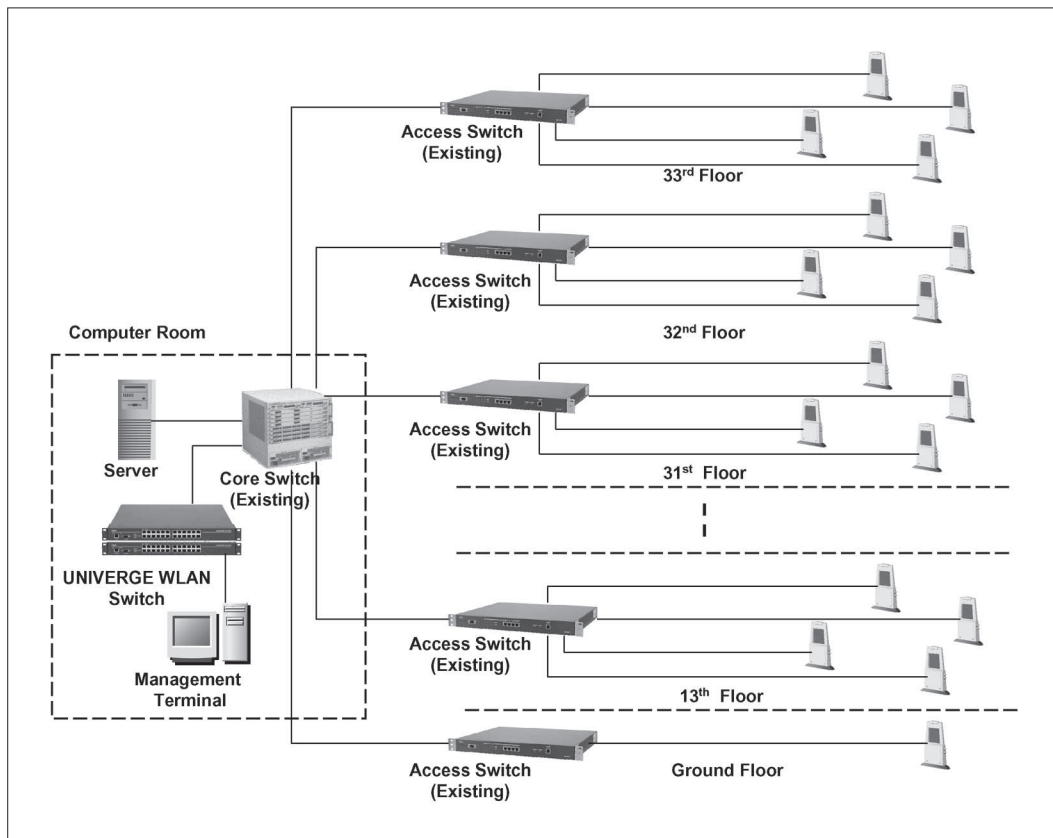 Access Switch
(Existing)
33rd Floor
Access Switch
(Existing)
32nd Floor
Computer Room
Access Switch
(Existing)
31st Floor
Server
Core Switch
(Existing)
UNIVERGE WLAN
Switch
Management
Terminal
Access Switch
(Existing)
13th Floor
Access Switch
(Existing)
Ground Floor